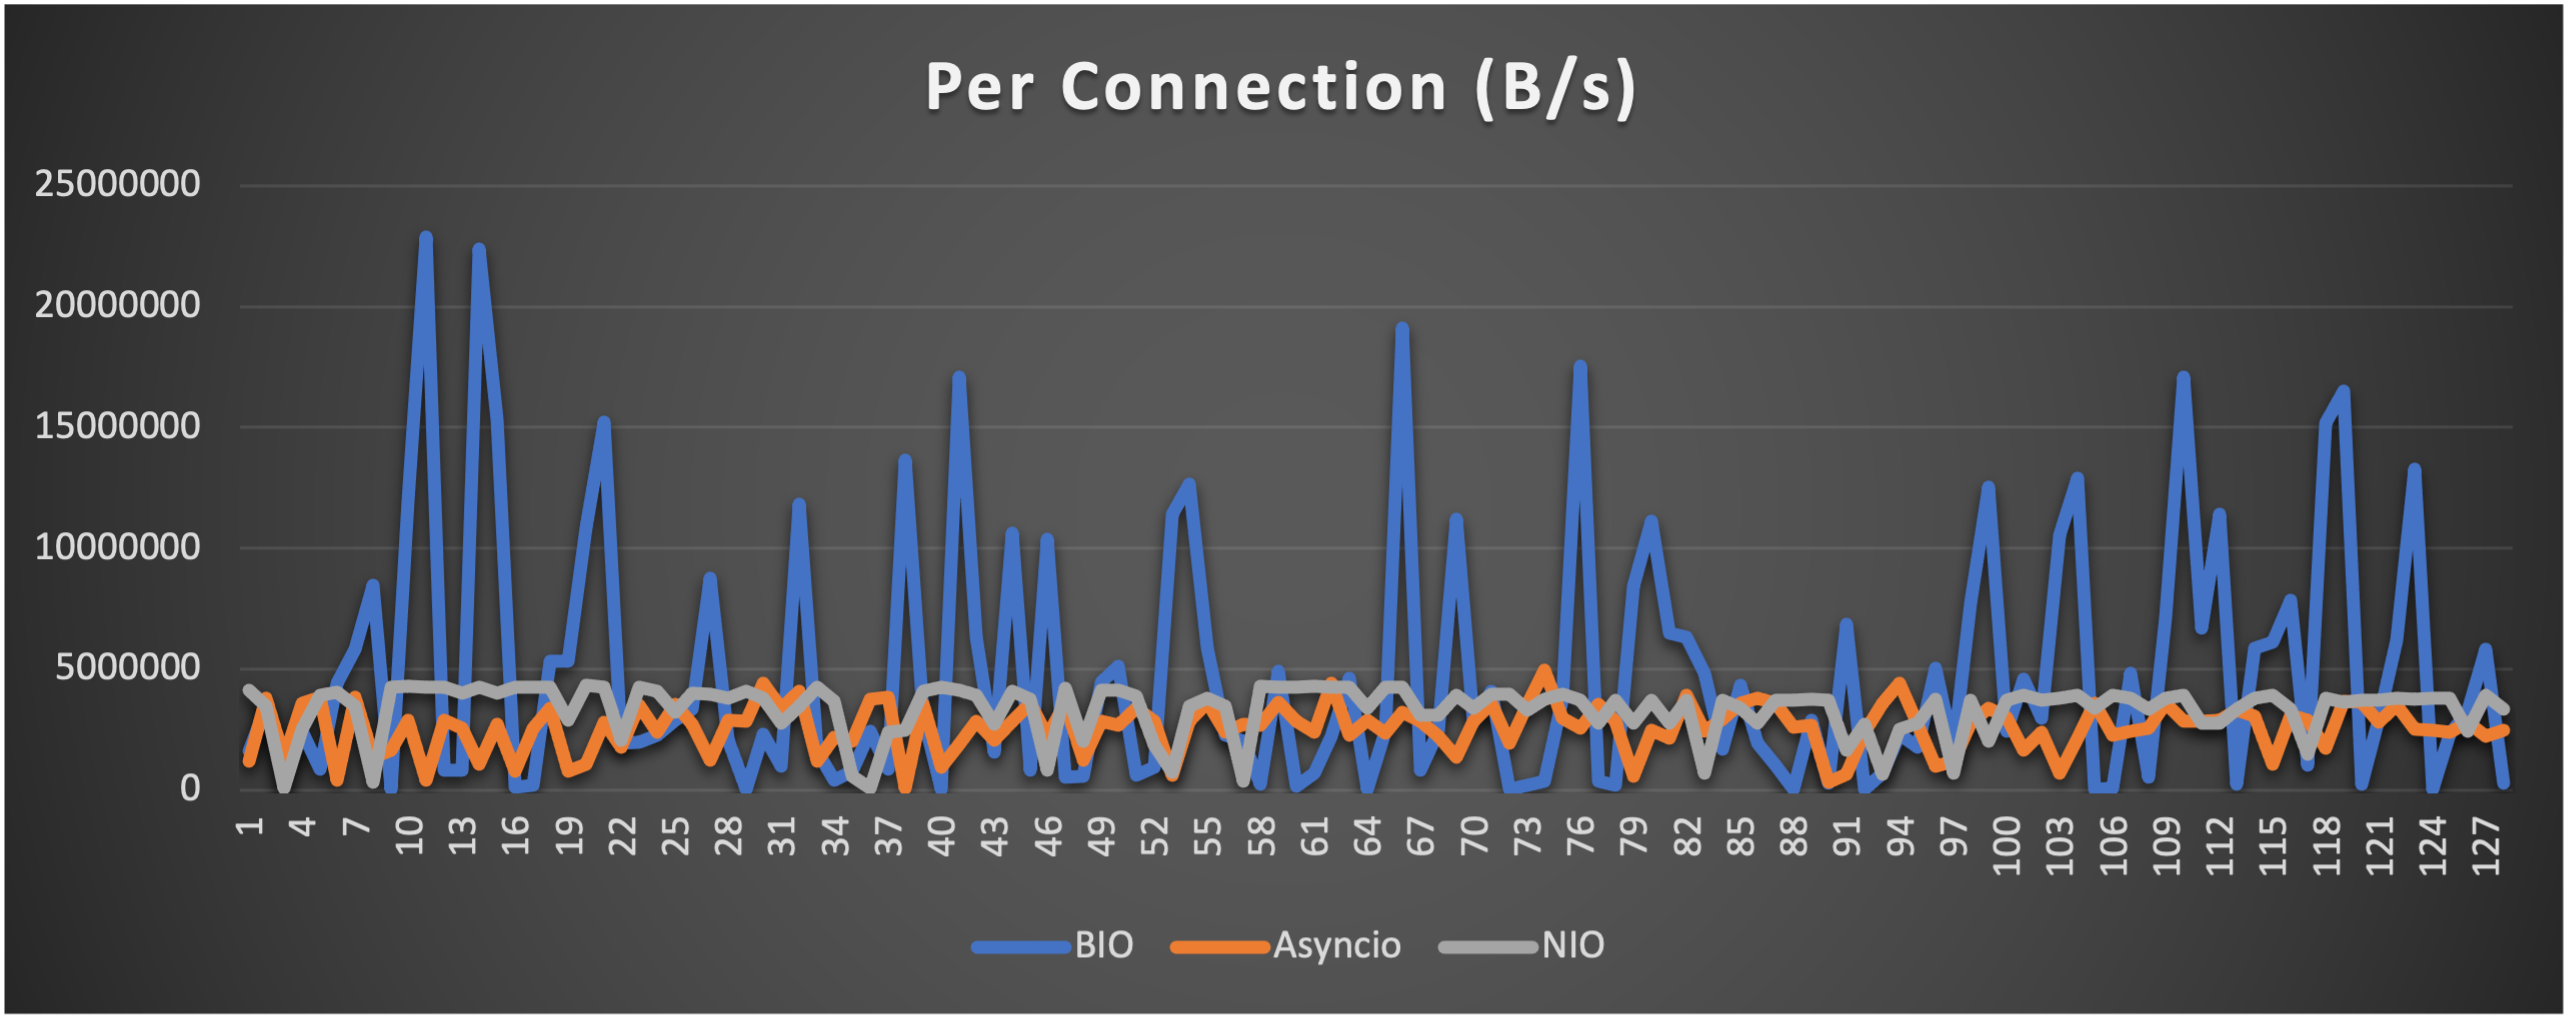 Per Connection (B/s)
25000000
20000000
15000000
10000000
5000000
0
1 4 7 10 13 16 19 22 25 28 31 34 37 40 43 46 49 52 55 58 61 64 67 70 73 76 79 82 85 88 91 94 97 100 103 106 109 112 115 118 121 124 127
BIO Asyncio NIO